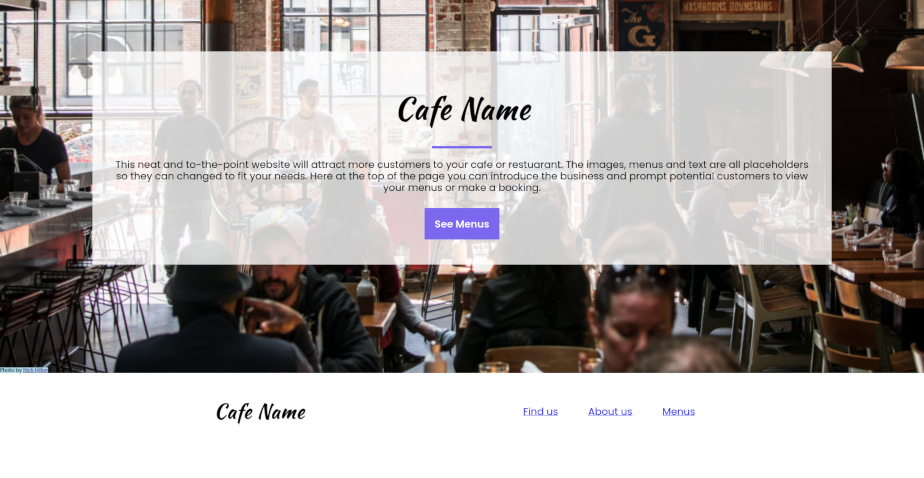 WASHROOMS DOWNSTAIRS
The
G
Cafe Name
This neat and to-the-point website will attract more customers to your cafe or restuarant. The images, menus and text are all placeholders
so they can changed to fit your needs. Here at the top of the page you can introduce the business and prompt potential customers to view
your menus or make a booking.
See Menus
Photo by Nick Hillier
Cafe Name
Find us About us Menus